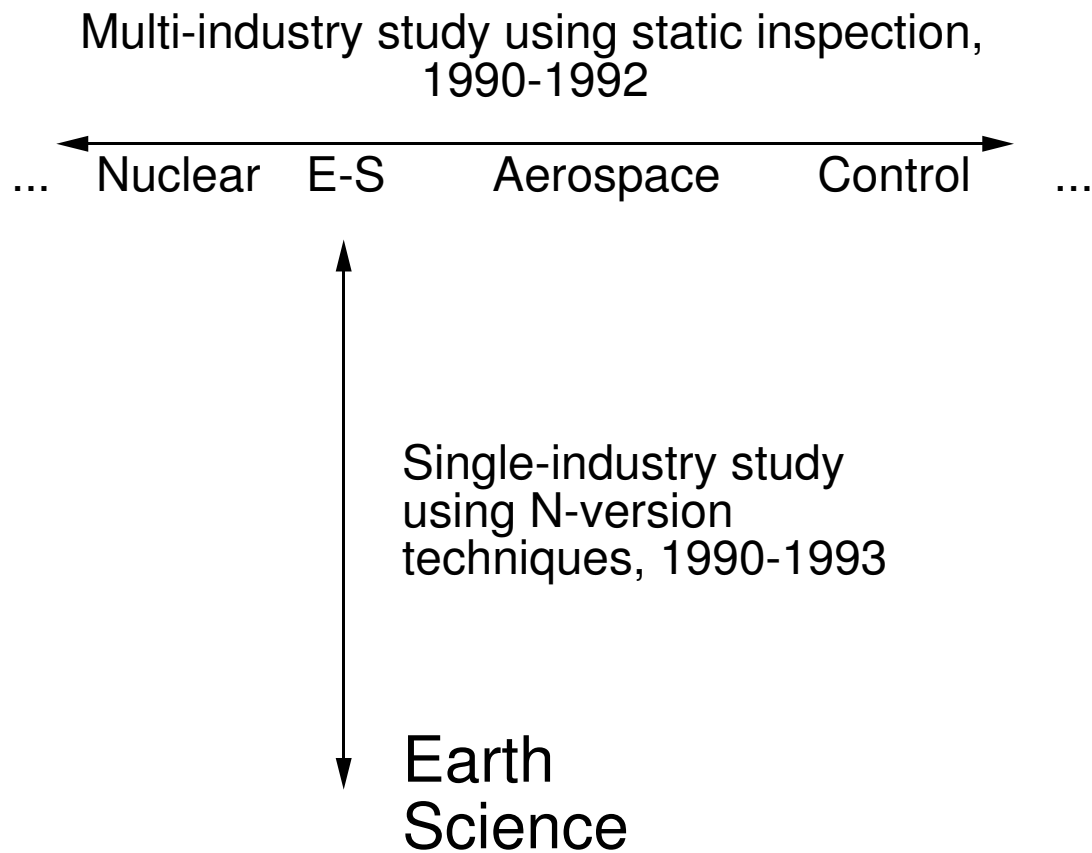 Multi-industry study using static inspection,
1990-1992
... Nuclear E-S Aerospace Control ...
Single-industry study
using N-version
techniques, 1990-1993
Earth
Science